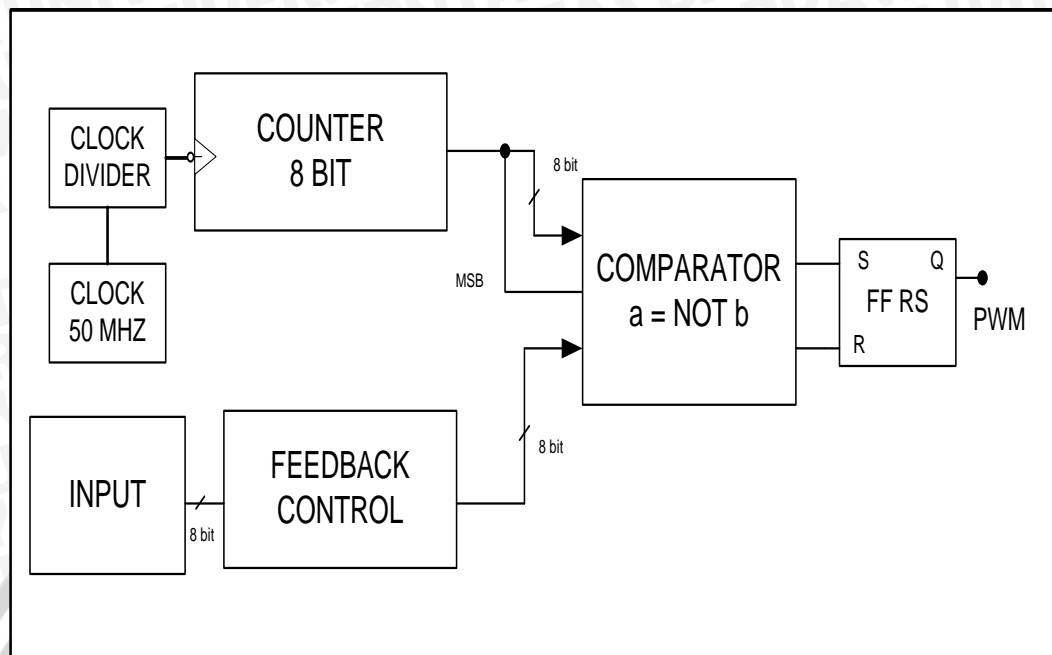 CLOCK
DIVIDER
COUNTER
8 BIT
CLOCK
50 MHZ
8 bit
MSB
COMPARATOR
a = NOT b
S
Q
FF RS
R
PWM
INPUT
8 bit
FEEDBACK
CONTROL
8 bit